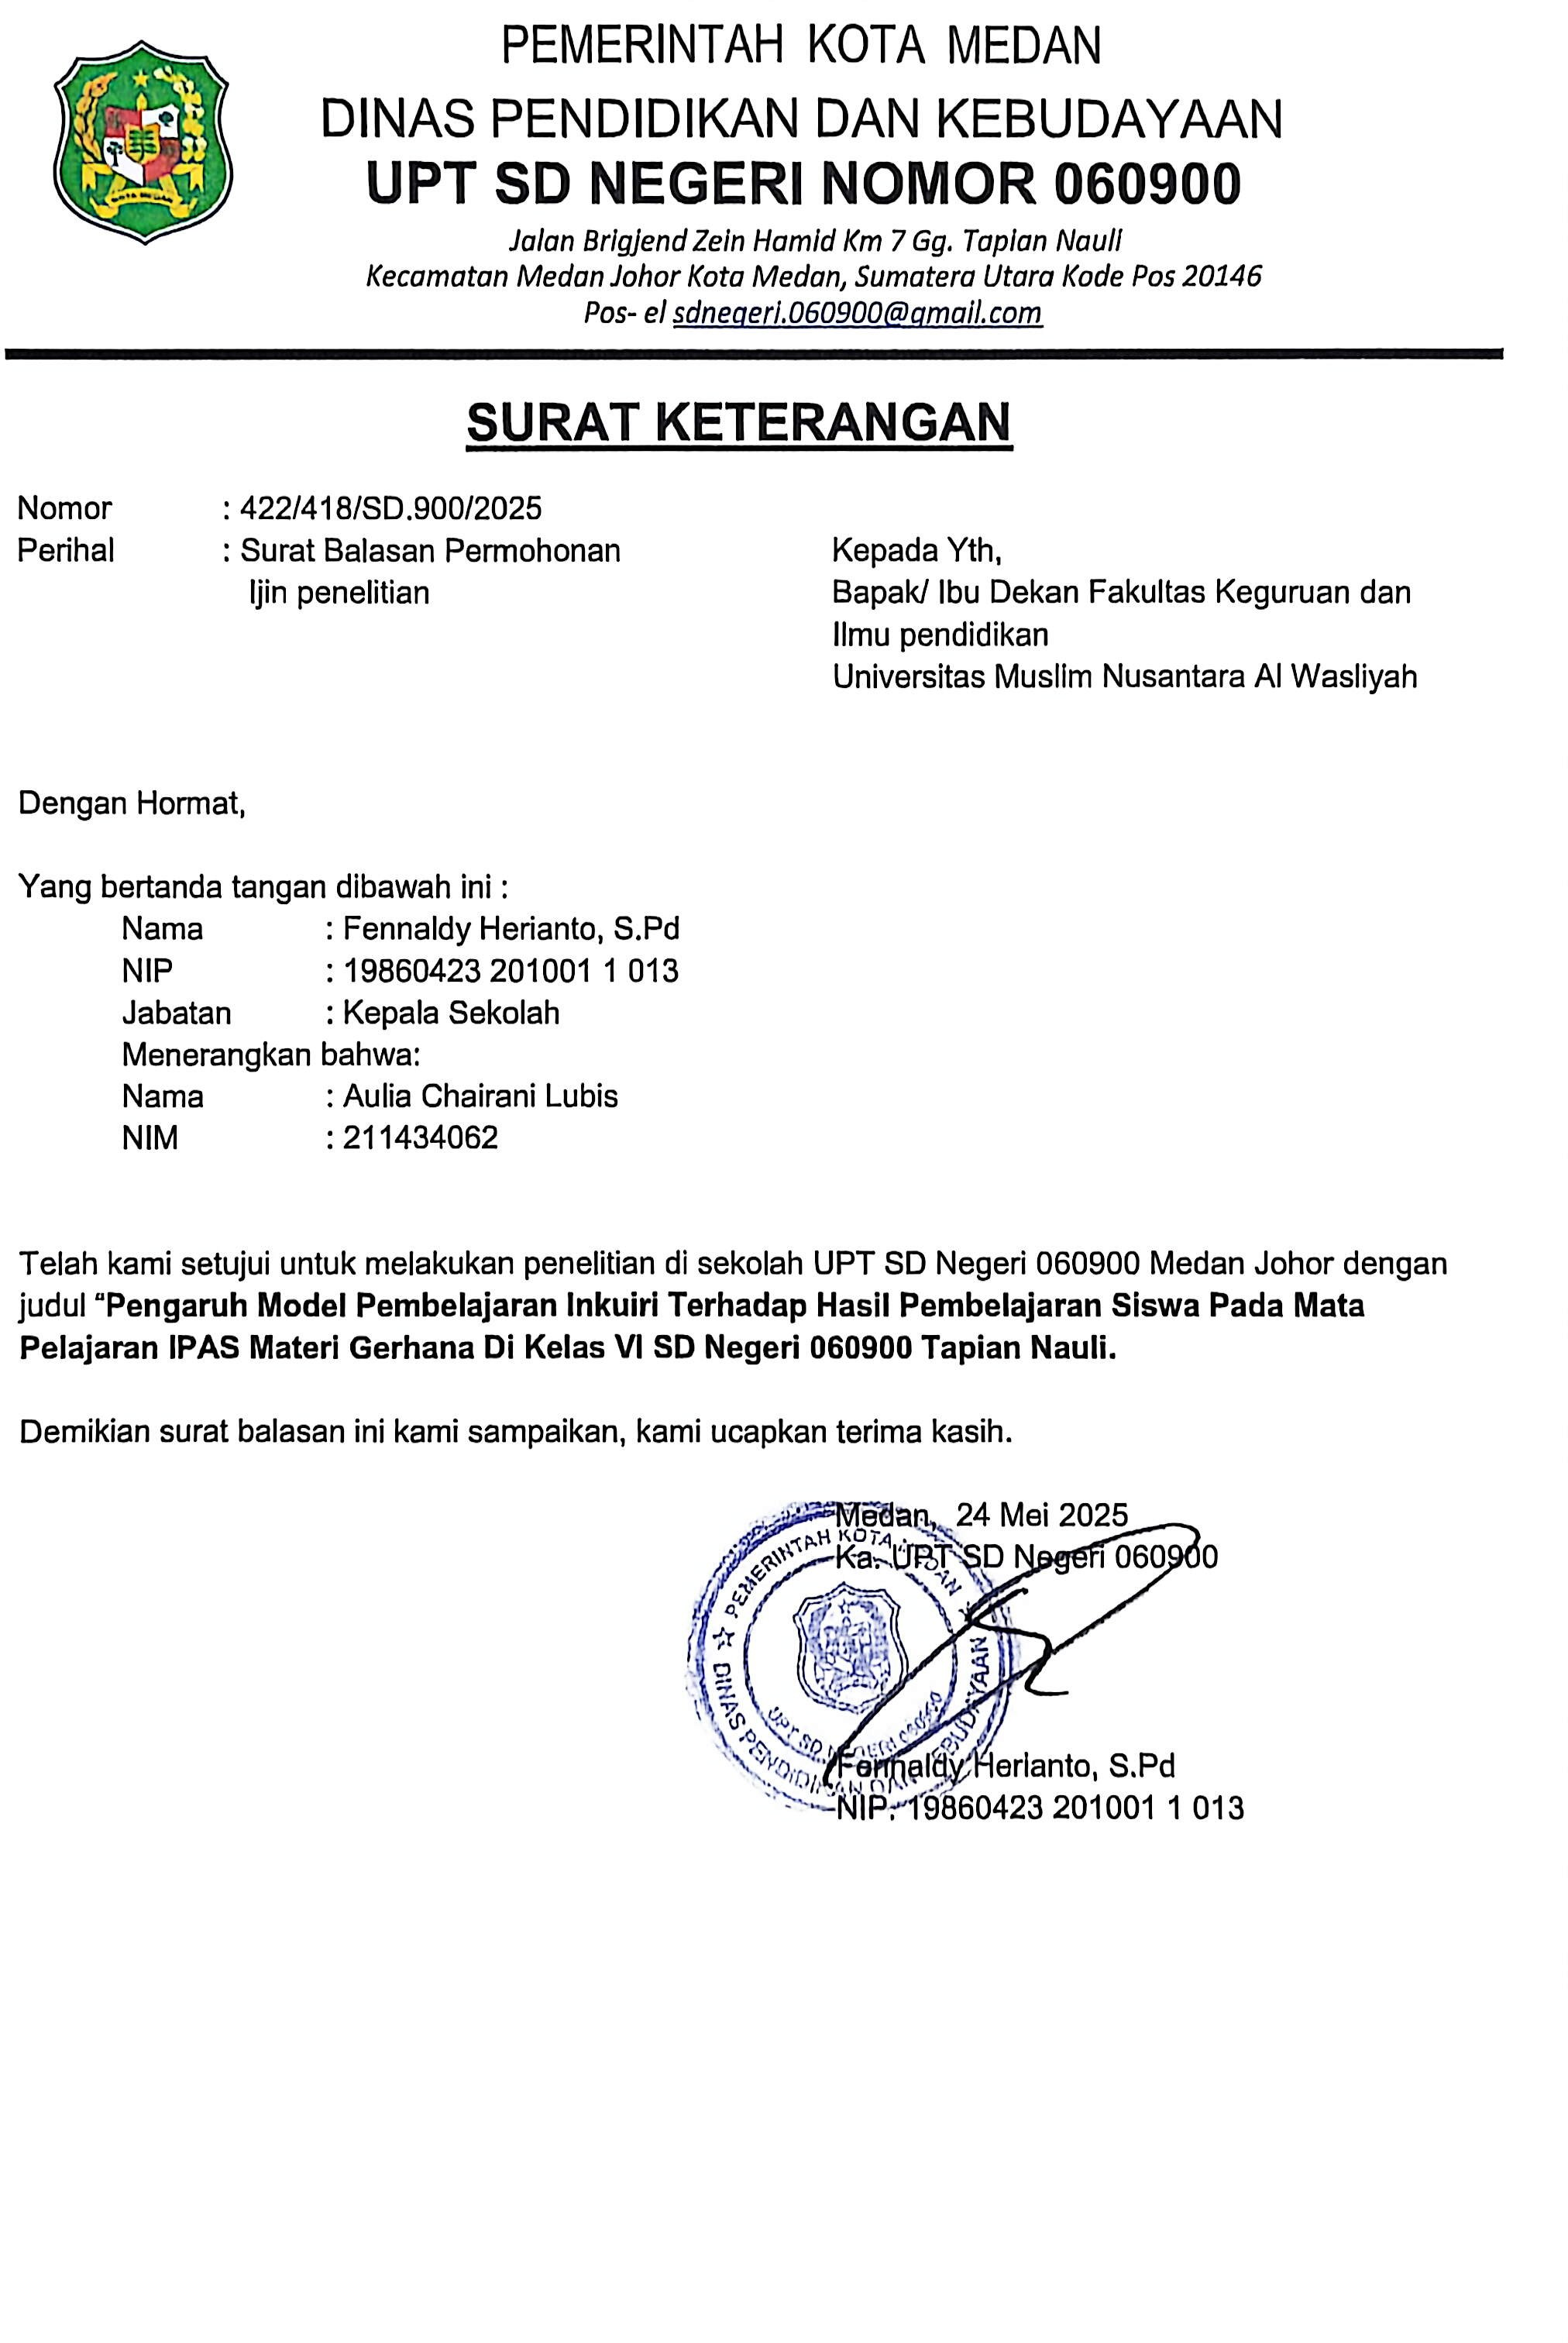 PEMERINTAH KOTA MEDAN
DINAS PENDIDIKAN DAN KEBUDAYAAN
UPT SD NEGERI NOMOR 060900
Jalan Brigjend Zein Hamid Km 7 Gg. Tapian Nauli
Kecamatan Medan Johor Kota Medan, Sumatera Utara Kode Pos 20146
Pos- el sdnegeri.060900@gmail.com
KOTA MEDAN
SURAT KETERANGAN
Nomor : 422/418/SD.900/2025
Perihal : Surat Balasan Permohonan
Ijin penelitian
Kepada Yth,
Bapak/ Ibu Dekan Fakultas Keguruan dan
Ilmu pendidikan
Universitas Muslim Nusantara Al Wasliyah
Dengan Hormat,
Yang bertanda tangan dibawah ini :
Nama : Fennaldy Herianto, S.Pd
NIP : 19860423 201001 1 013
Jabatan : Kepala Sekolah
Menerangkan bahwa:
Nama : Aulia Chairani Lubis
NIM : 211434062
Telah kami setujui untuk melakukan penelitian di sekolah UPT SD Negeri 060900 Medan Johor dengan
judul “Pengaruh Model Pembelajaran Inkuiri Terhadap Hasil Pembelajaran Siswa Pada Mata
Pelajaran IPAS Materi Gerhana Di Kelas VI SD Negeri 060900 Tapian Nauli.
Demikian surat balasan ini kami sampaikan, kami ucapkan terima kasih.
Medan, 24 Mei 2025
Ka. UPT SD Negeri 060900
PEMERINTAH KOTA MEDAN
DINAS PENDIDIKAN DAN KEBUDAYAAN
UPT SD NEGERI 060900
Fennaldy Herianto, S.Pd
NIP. 19860423 201001 1 013